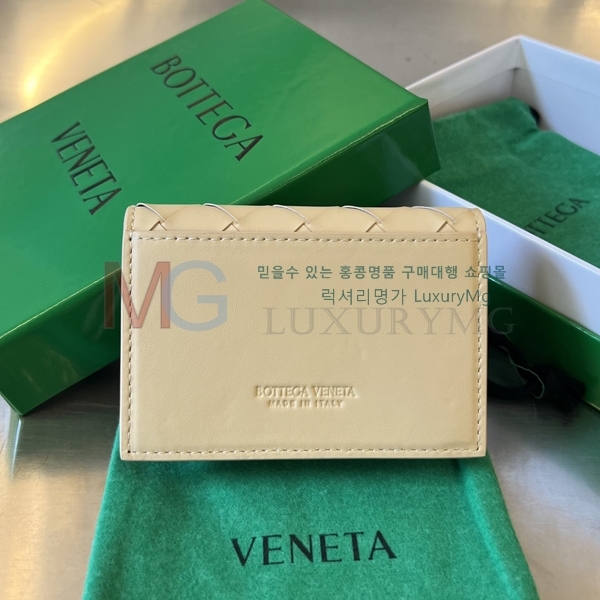 BOTTEGA
VENETA
BOTTEGA
믿을수 있는 홍콩명품 구매대행 쇼핑몰
MG
럭셔리명가 LuxuryMg
LUXURYMG
BOTTEGA VENETA
MADE IN ITALY
VENETA